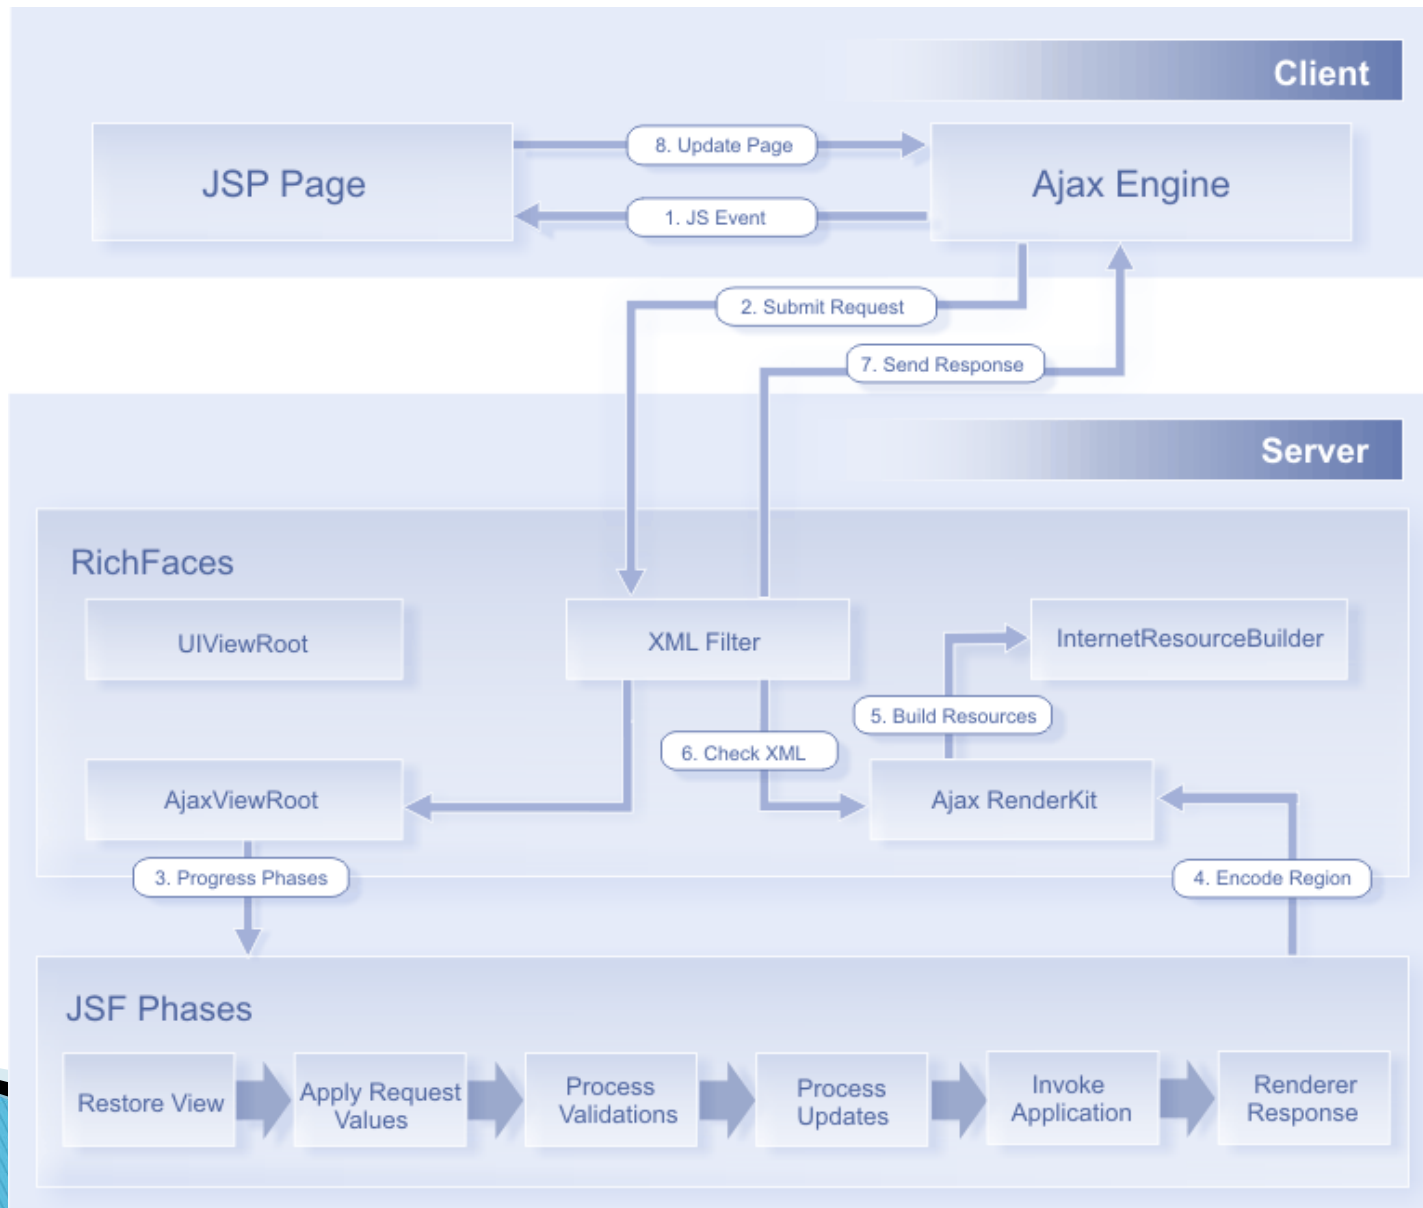 Client
JSP Page
8. Update Page
1. JS Event
Ajax Engine
2. Submit Request
7. Send Response
Server
RichFaces
UIViewRoot
XML Filter
InternetResourceBuilder
5. Build Resources
6. Check XML
AjaxViewRoot
Ajax RenderKit
3. Progress Phases
4. Encode Region
JSF Phases
Restore View
Apply Request
Values
Process
Validations
Process
Updates
Invoke
Application
Renderer
Response